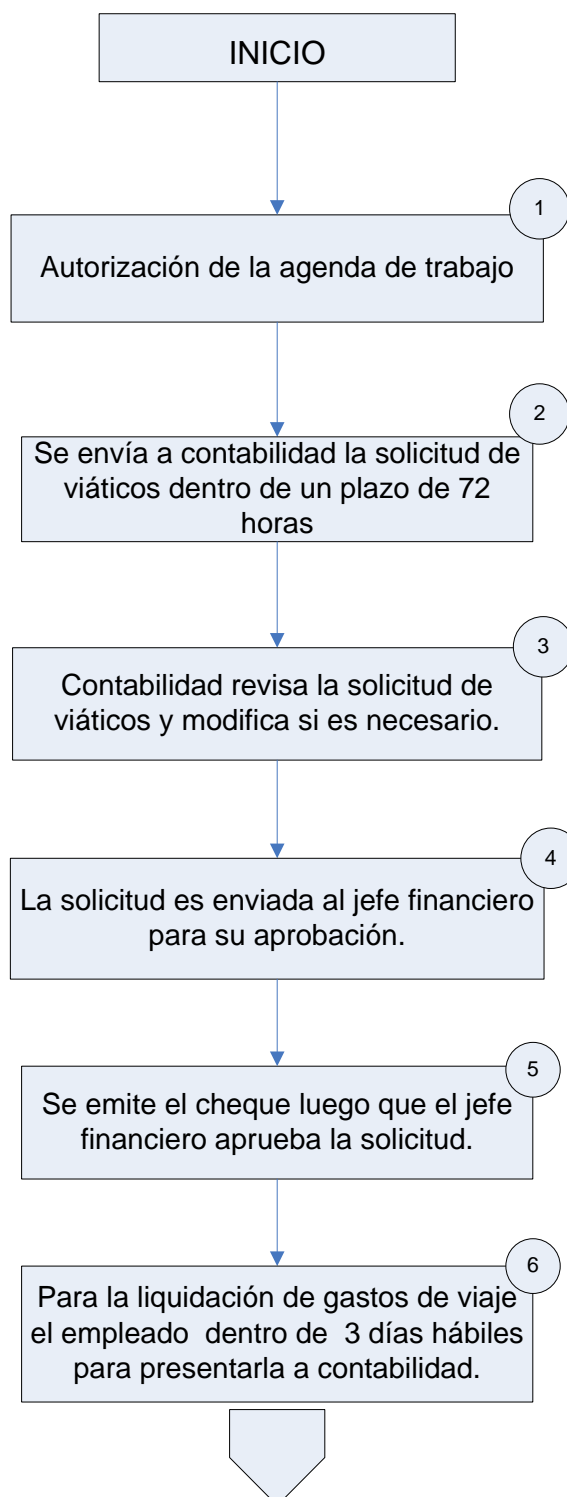 INICIO
1
Autorización de la agenda de trabajo
2
Se envía a contabilidad la solicitud de
viáticos dentro de un plazo de 72
horas
3
Contabilidad revisa la solicitud de
viáticos y modifica si es necesario.
4
La solicitud es enviada al jefe financiero
para su aprobación.
5
Se emite el cheque luego que el jefe
financiero aprueba la solicitud.
6
Para la liquidación de gastos de viaje
el empleado  dentro de  3 días hábiles
para presentarla a contabilidad.